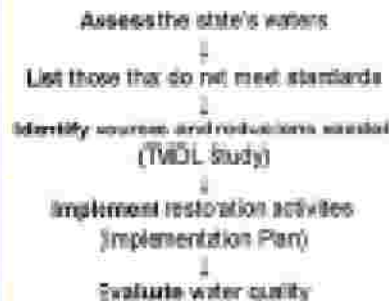 Assess the state's waters
List those that do not meet standards
Identify sources and reductions needed
(TMDL Study)
Implement restoration activities
(Implementation Plan)
Evaluate water quality